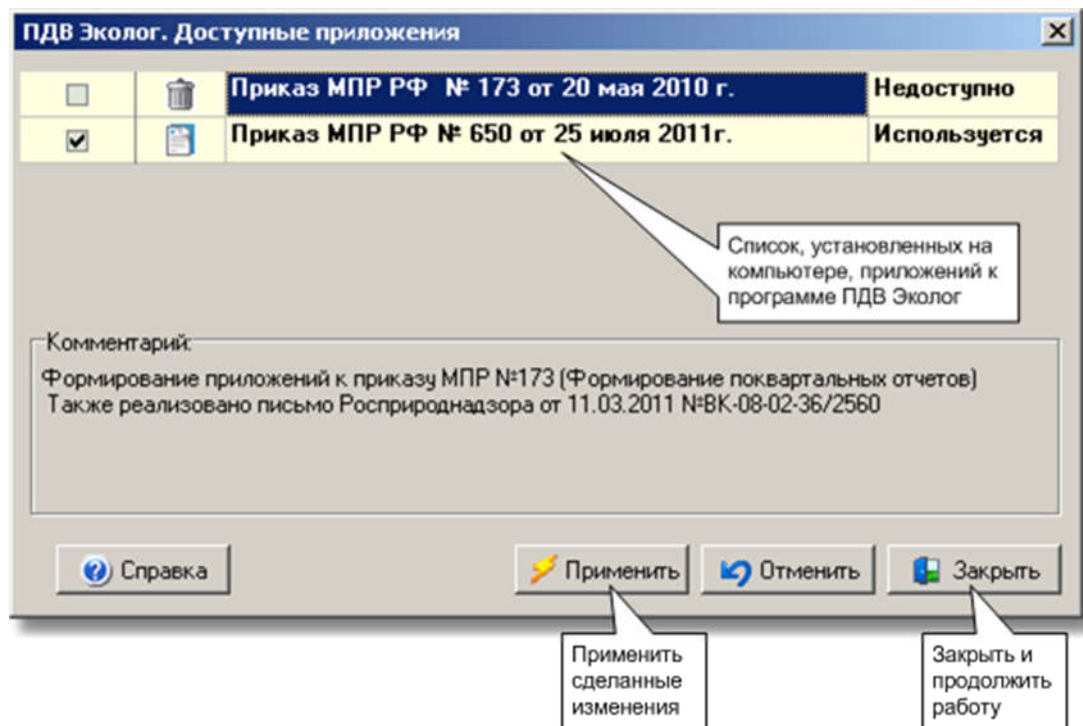 ПДВ Эколог. Доступные приложения
Приказ МПР РФ № 173 от 20 мая 2010 г. Недоступно
Приказ МПР РФ № 650 от 25 июля 2011г. Используется
Список, установленных на
компьютере, приложений к
программе ПДВ Эколог
Комментарий:
Формирование приложений к приказу МПР №173 (Формирование поквартальных отчетов)
Также реализовано письмо Росприроднадзора от 11.03.2011 №ВК-08-02-36/2560
Справка Применить Отменить Закрыть
Применить
сделанные
изменения
Закрыть и
продолжить
работу